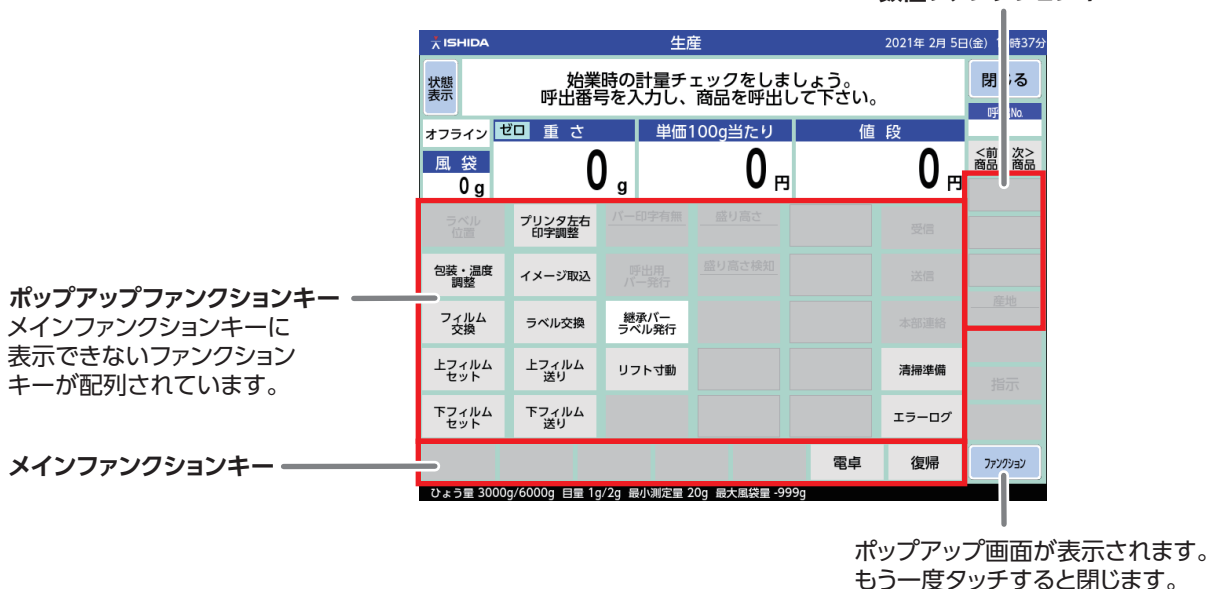 ISHIDA
生産
2021年 2月 5日(金)
時37分
状態
表示
始業時の計量チェックをしましょう。
呼出番号を入力し、商品を呼出して下さい。
閉じる
オフライン
ゼロ 重 さ
単価100g当たり
値 段
<前 次>
商品 商品
風 袋
0 g
0 g
0 円
0 円
ラベル
位置
プリンタ左右
印字調整
バー印字有無
盛り高さ
受信
包装・温度
調整
イメージ取込
呼出用
バー発行
盛り高さ検知
送信
産地
フィルム
交換
ラベル交換
継承バー
ラベル発行
本部連絡
上フィルム
セット
上フィルム
送り
リフト寸動
清掃準備
指示
下フィルム
セット
下フィルム
送り
エラーログ
電卓
復帰
ファンクション
ひょう量 3000g/6000g 目量 1g/2g 最小測定量 20g 最大風袋量 -999g
ポップアップファンクションキー
メインファンクションキーに
表示できないファンクション
キーが配列されています。
メインファンクションキー
ポップアップ画面が表示されます。
もう一度タッチすると閉じます。